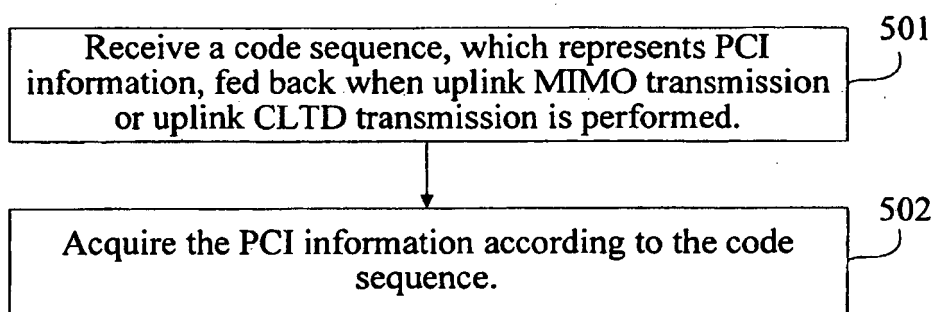 501
Receive a code sequence, which represents PCI
information, fed back when uplink MIMO transmission
or uplink CLTD transmission is performed.
502
Acquire the PCI information according to the code
sequence.